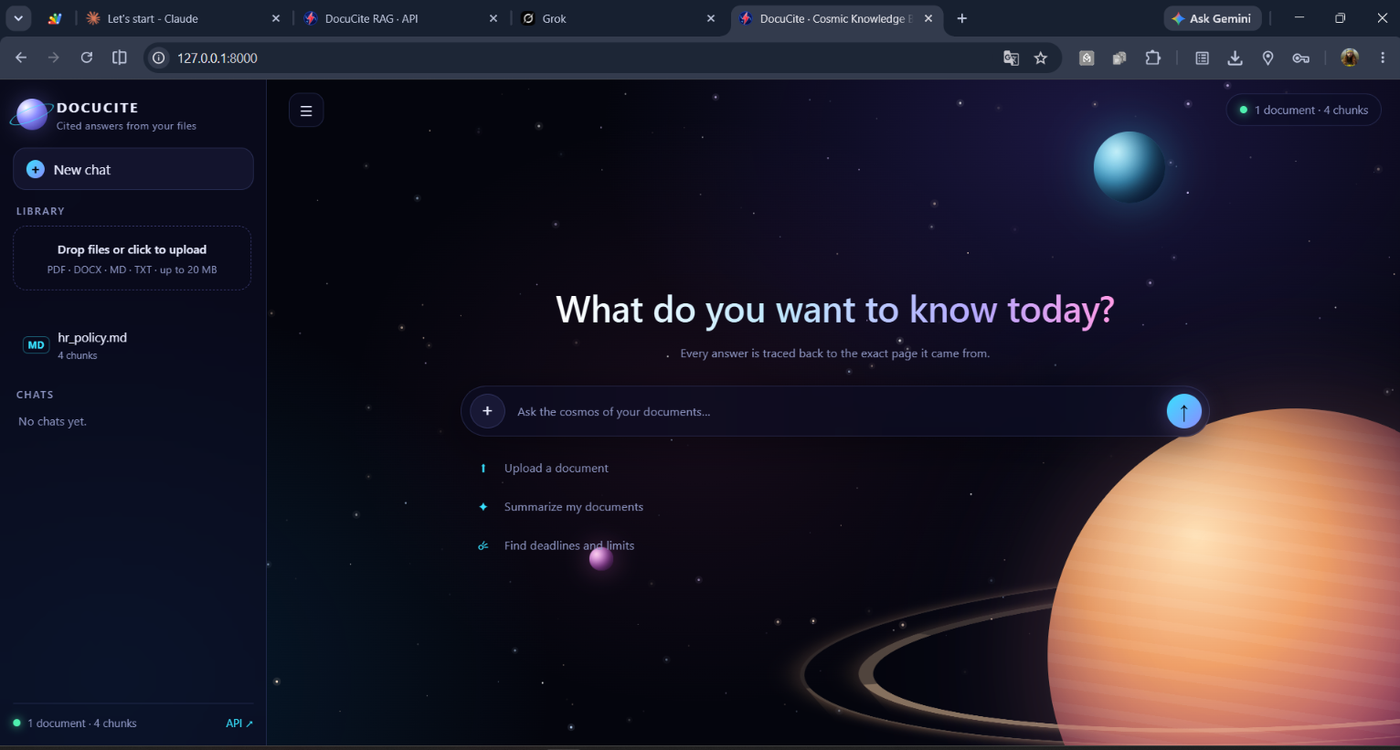 Let's start - Claude
DocuCite RAG · API
Grok
DocuCite · Cosmic Knowledge
Ask Gemini
127.0.0.1:8000
DOCUCITE
Cited answers from your files
New chat
LIBRARY
Drop files or click to upload
PDF · DOCX · MD · TXT · up to 20 MB
MD
hr_policy.md
4 chunks
CHATS
No chats yet.
1 document · 4 chunks
API ↗
1 document · 4 chunks
What do you want to know today?
Every answer is traced back to the exact page it came from.
Ask the cosmos of your documents...
Upload a document
Summarize my documents
Find deadlines and limits